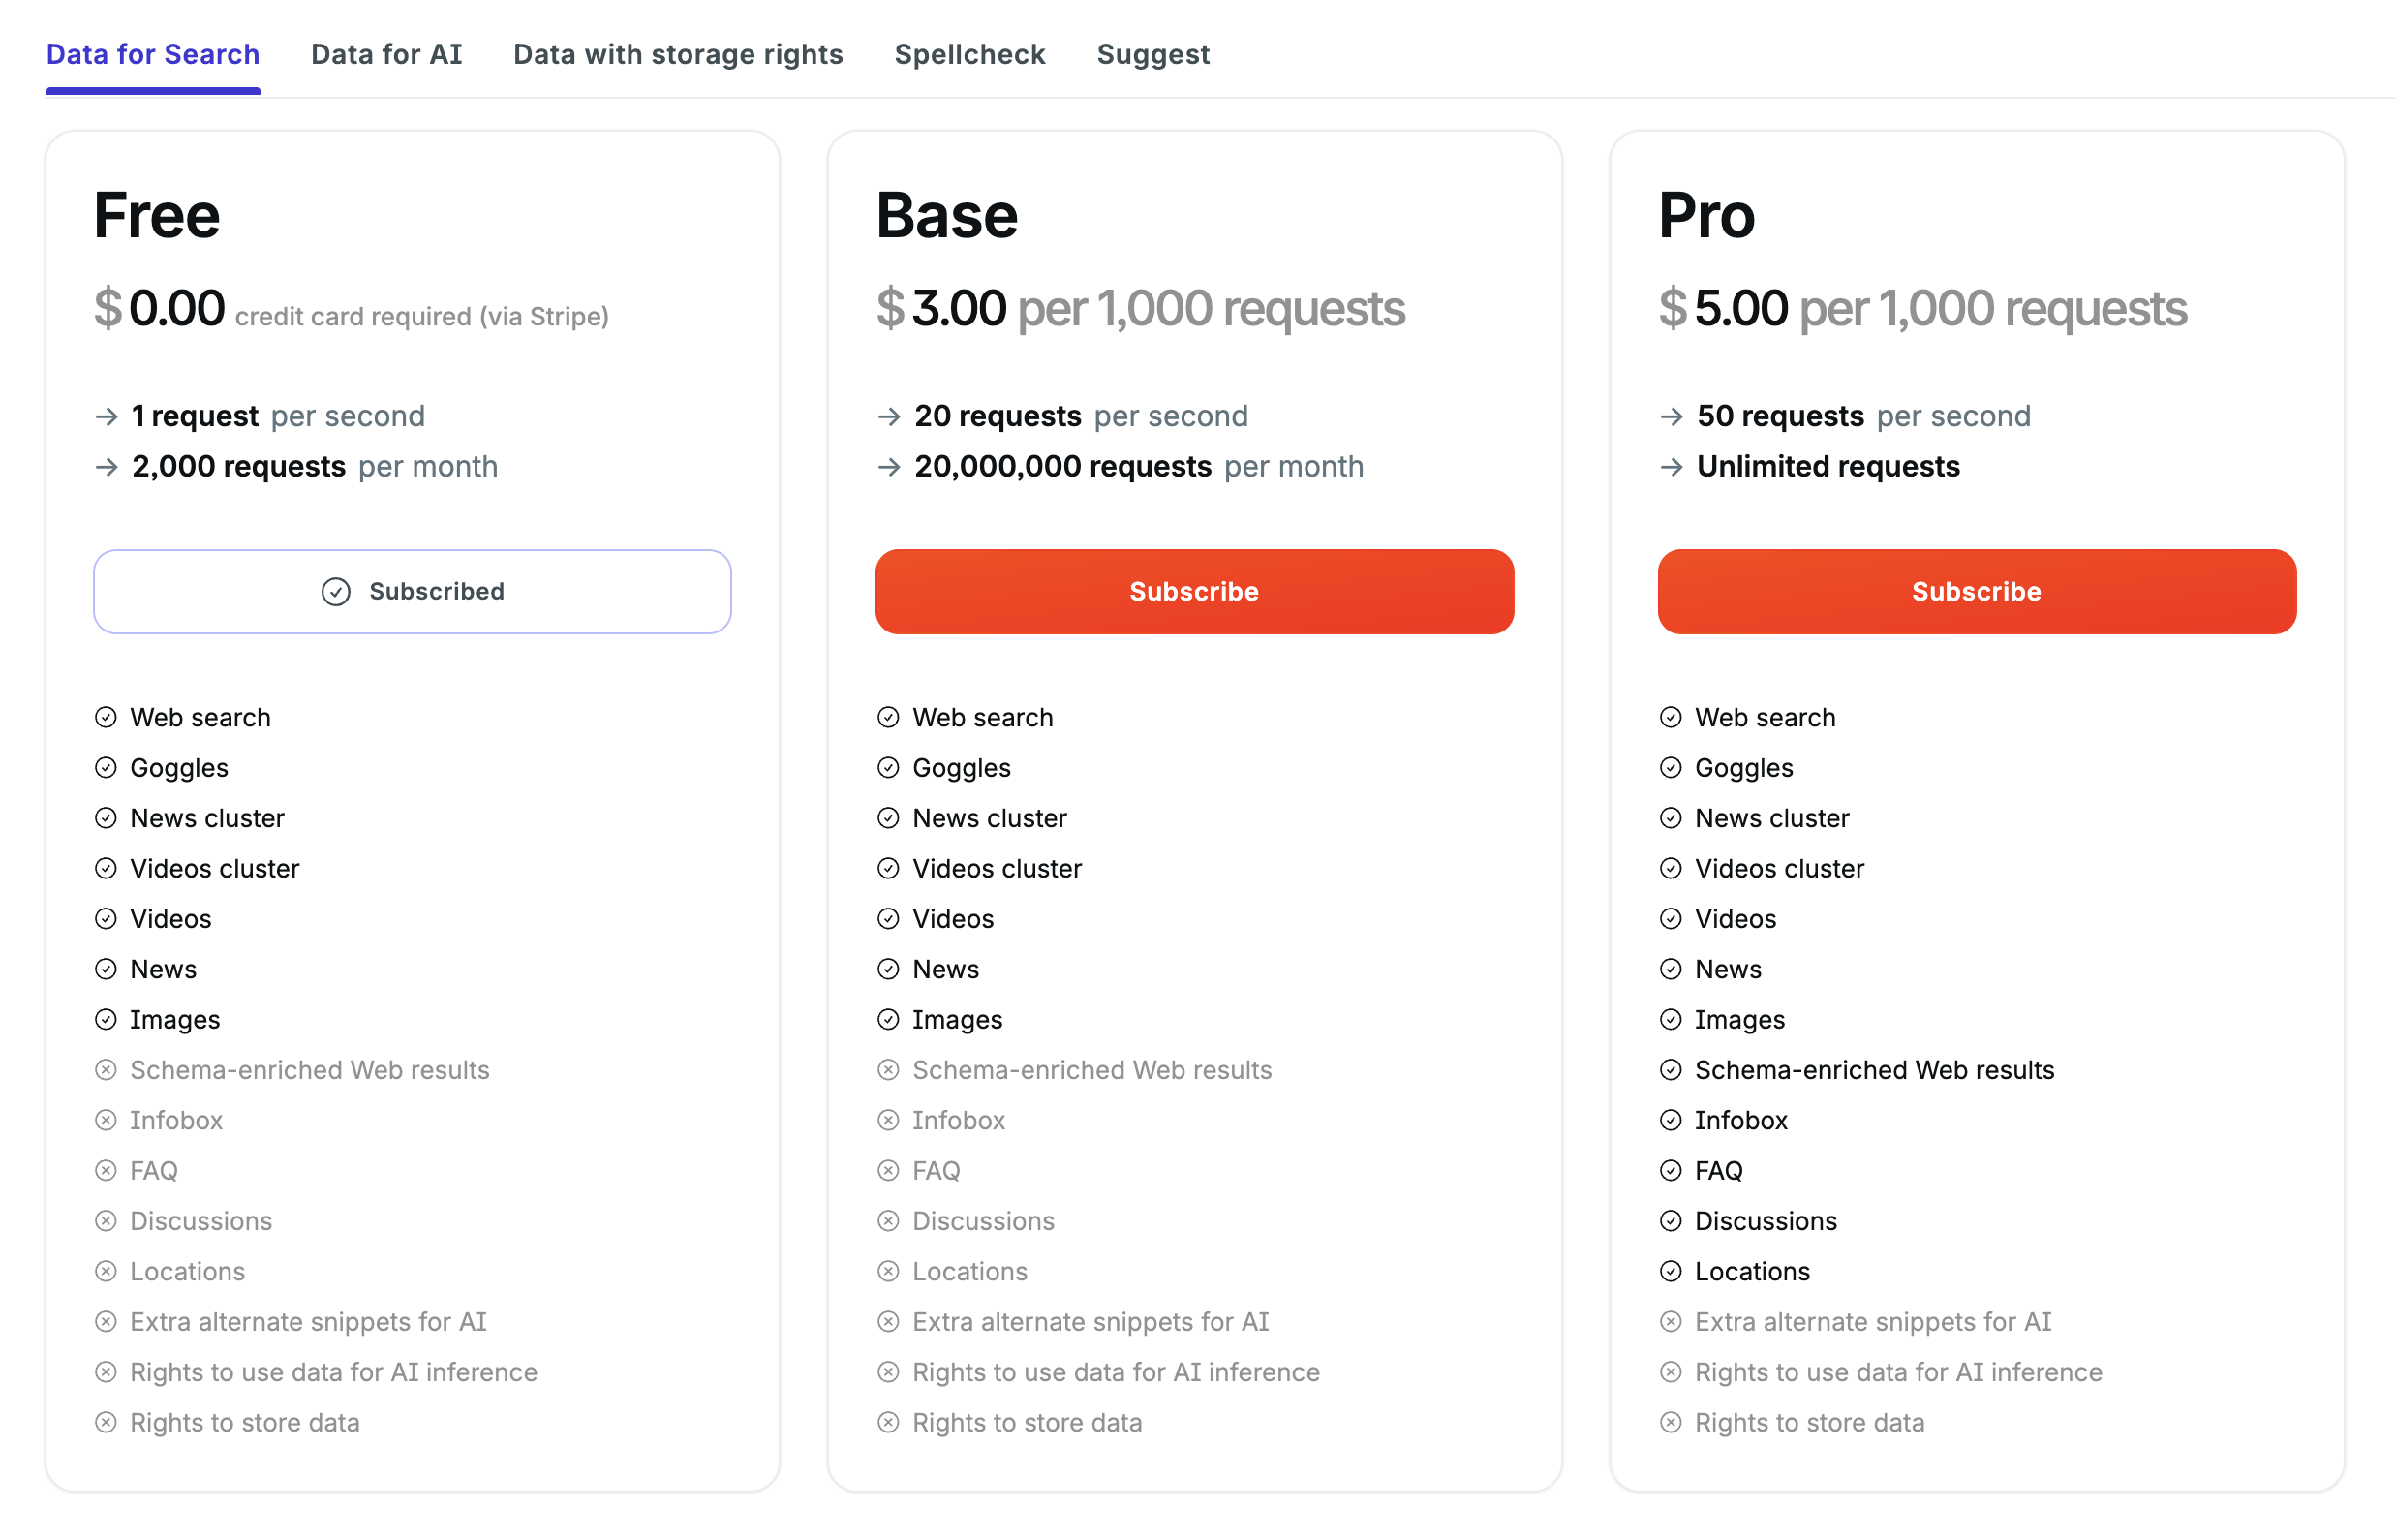 Data for Search
Data for AI
Data with storage rights
Spellcheck
Suggest
Free
$0.00 credit card required (via Stripe)
→ 1 request per second
→ 2,000 requests per month
Subscribed
Web search
Goggles
News cluster
Videos cluster
Videos
News
Images
Schema-enriched Web results
Infobox
FAQ
Discussions
Locations
Extra alternate snippets for AI
Rights to use data for AI inference
Rights to store data
Base
$3.00 per 1,000 requests
→ 20 requests per second
→ 20,000,000 requests per month
Subscribe
Web search
Goggles
News cluster
Videos cluster
Videos
News
Images
Schema-enriched Web results
Infobox
FAQ
Discussions
Locations
Extra alternate snippets for AI
Rights to use data for AI inference
Rights to store data
Pro
$5.00 per 1,000 requests
→ 50 requests per second
→ Unlimited requests
Subscribe
Web search
Goggles
News cluster
Videos cluster
Videos
News
Images
Schema-enriched Web results
Infobox
FAQ
Discussions
Locations
Extra alternate snippets for AI
Rights to use data for AI inference
Rights to store data